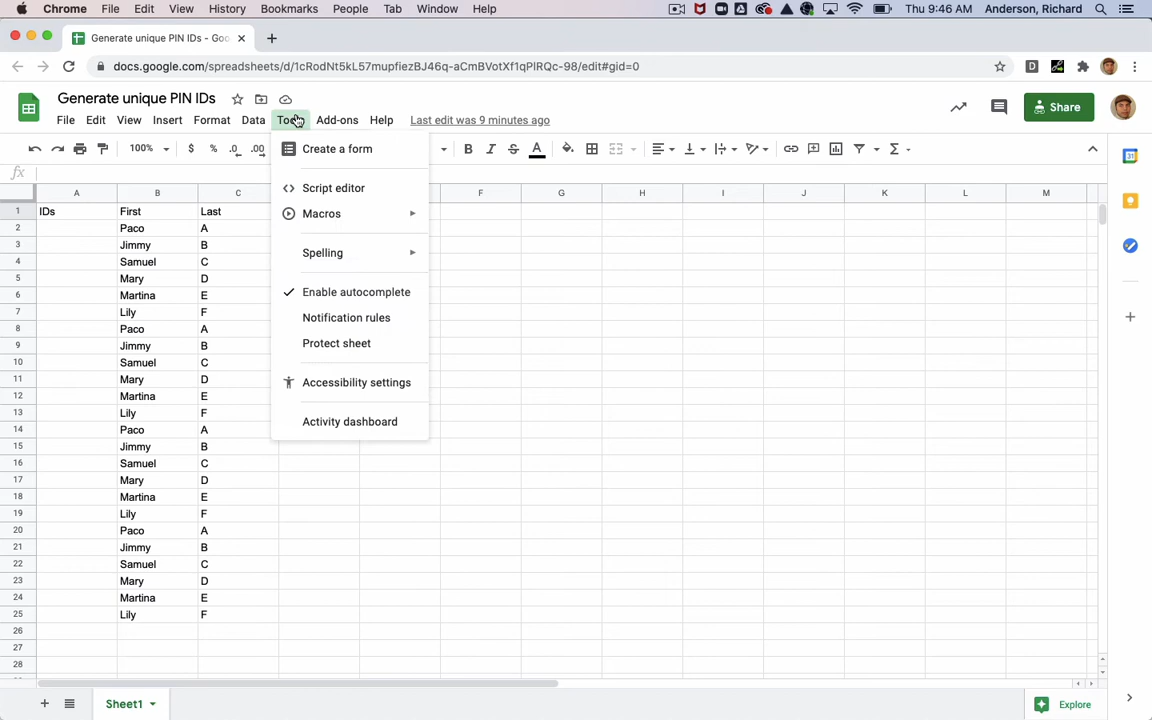 Chrome File Edit View History Bookmarks People Tab Window Help Thu 9:46 AM Anderson, Richard
Generate unique PIN IDs - Goo
docs.google.com/spreadsheets/d/1cRodNt5kL57mupfiezBJ46q-aCmBVotXf1qPlRQc-98/edit#gid=0
Generate unique PIN IDs
File Edit View Insert Format Data Tools Add-ons Help Last edit was 9 minutes ago
Share
100% $ % .0 .00 B I S A
fx
A B C F G H I J K L M
1 IDs First Last
2 Paco A
3 Jimmy B
4 Samuel C
5 Mary D
6 Martina E
7 Lily F
8 Paco A
9 Jimmy B
10 Samuel C
11 Mary D
12 Martina E
13 Lily F
14 Paco A
15 Jimmy B
16 Samuel C
17 Mary D
18 Martina E
19 Lily F
20 Paco A
21 Jimmy B
22 Samuel C
23 Mary D
24 Martina E
25 Lily F
26
27
28
Create a form
Script editor
Macros
Spelling
Enable autocomplete
Notification rules
Protect sheet
Accessibility settings
Activity dashboard
31
Sheet1
Explore